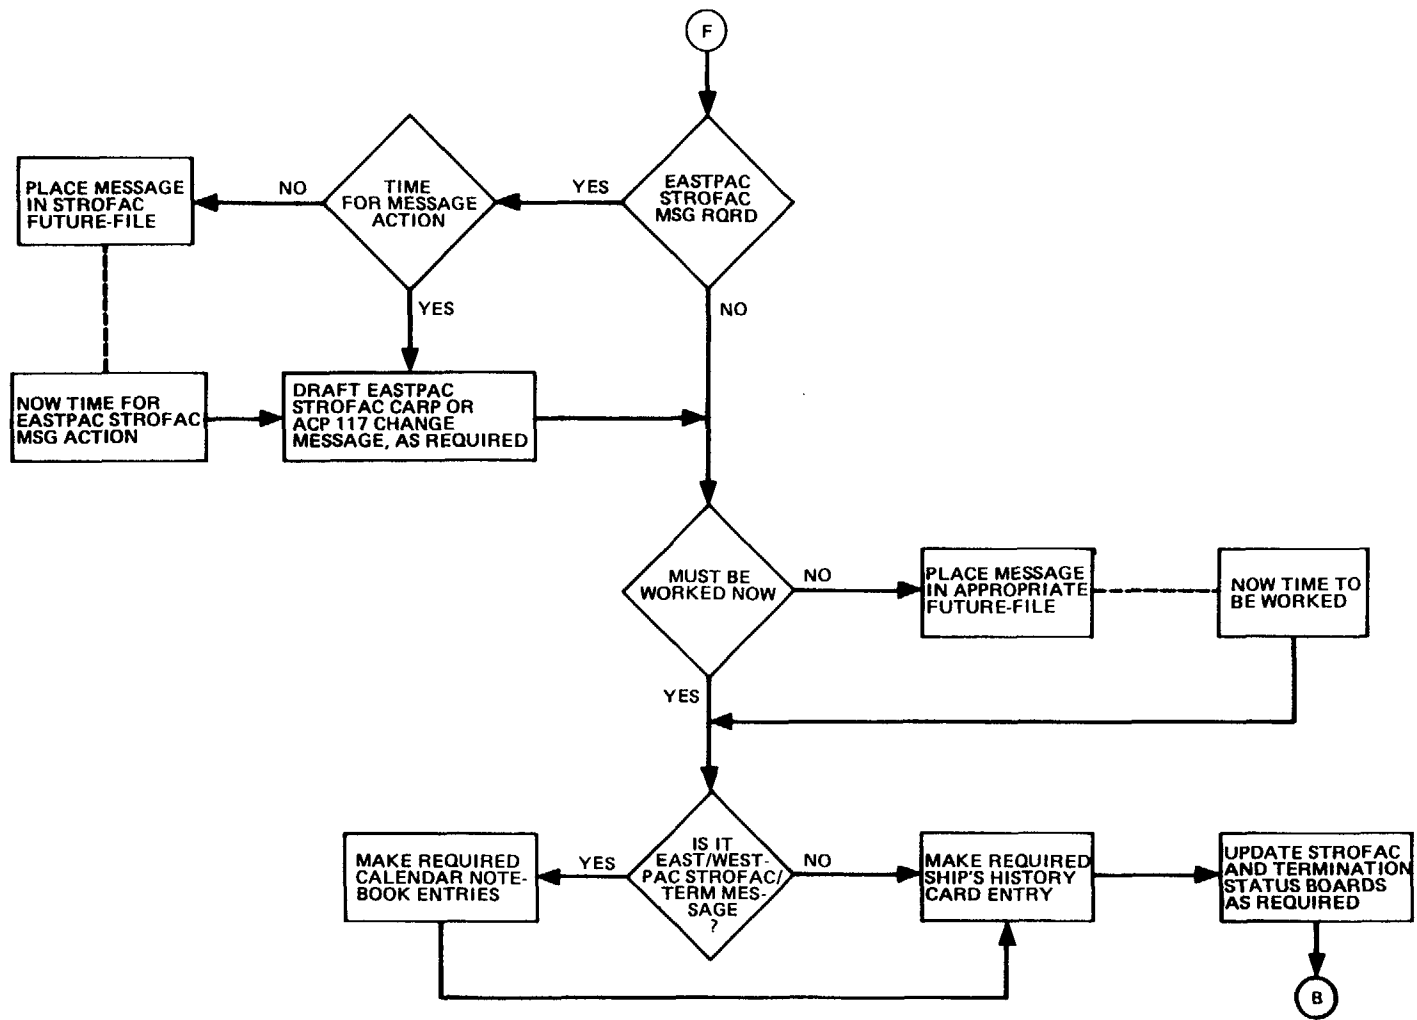 F
EASTPAC
STROFAC
MSG RQRD
YES
TIME
FOR MESSAGE
ACTION
NO
PLACE MESSAGE
IN STROFAC
FUTURE-FILE
YES
NO
NOW TIME FOR
EASTPAC STROFAC
MSG ACTION
DRAFT EASTPAC
STROFAC CARP OR
ACP 117 CHANGE
MESSAGE, AS REQUIRED
MUST BE
WORKED NOW
NO
PLACE MESSAGE
IN APPROPRIATE
FUTURE-FILE
NOW TIME TO
BE WORKED
YES
IS IT
EAST/WEST-
PAC STROFAC/
TERM MES-
SAGE
?
YES
MAKE REQUIRED
CALENDAR NOTE-
BOOK ENTRIES
NO
MAKE REQUIRED
SHIP'S HISTORY
CARD ENTRY
UPDATE STROFAC
AND TERMINATION
STATUS BOARDS
AS REQUIRED
B